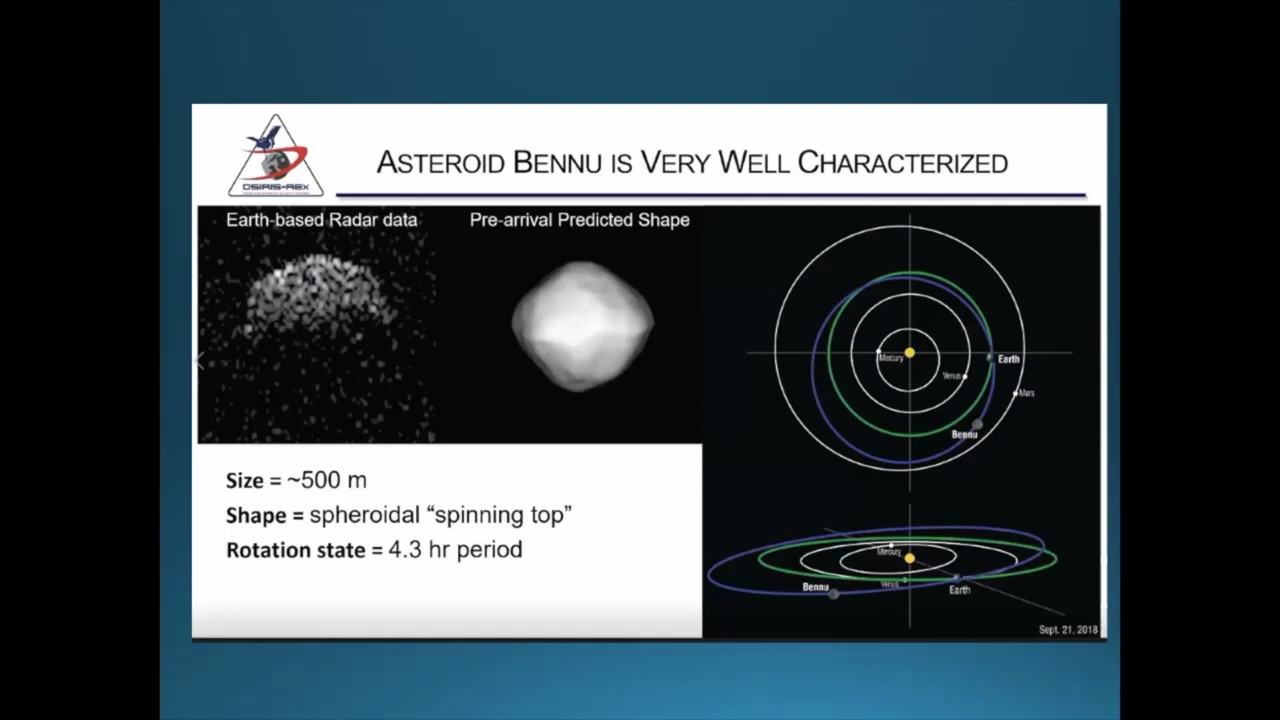 OSIRIS-REX
ASTEROID BENNU IS VERY WELL CHARACTERIZED
Earth-based Radar data
Pre-arrival Predicted Shape
Mercury
Earth
Venus
Mars
Bennu
Size = ~500 m
Shape = spheroidal “spinning top”
Rotation state = 4.3 hr period
Mercury
Bennu
Venus
Earth
Sept. 21, 2018